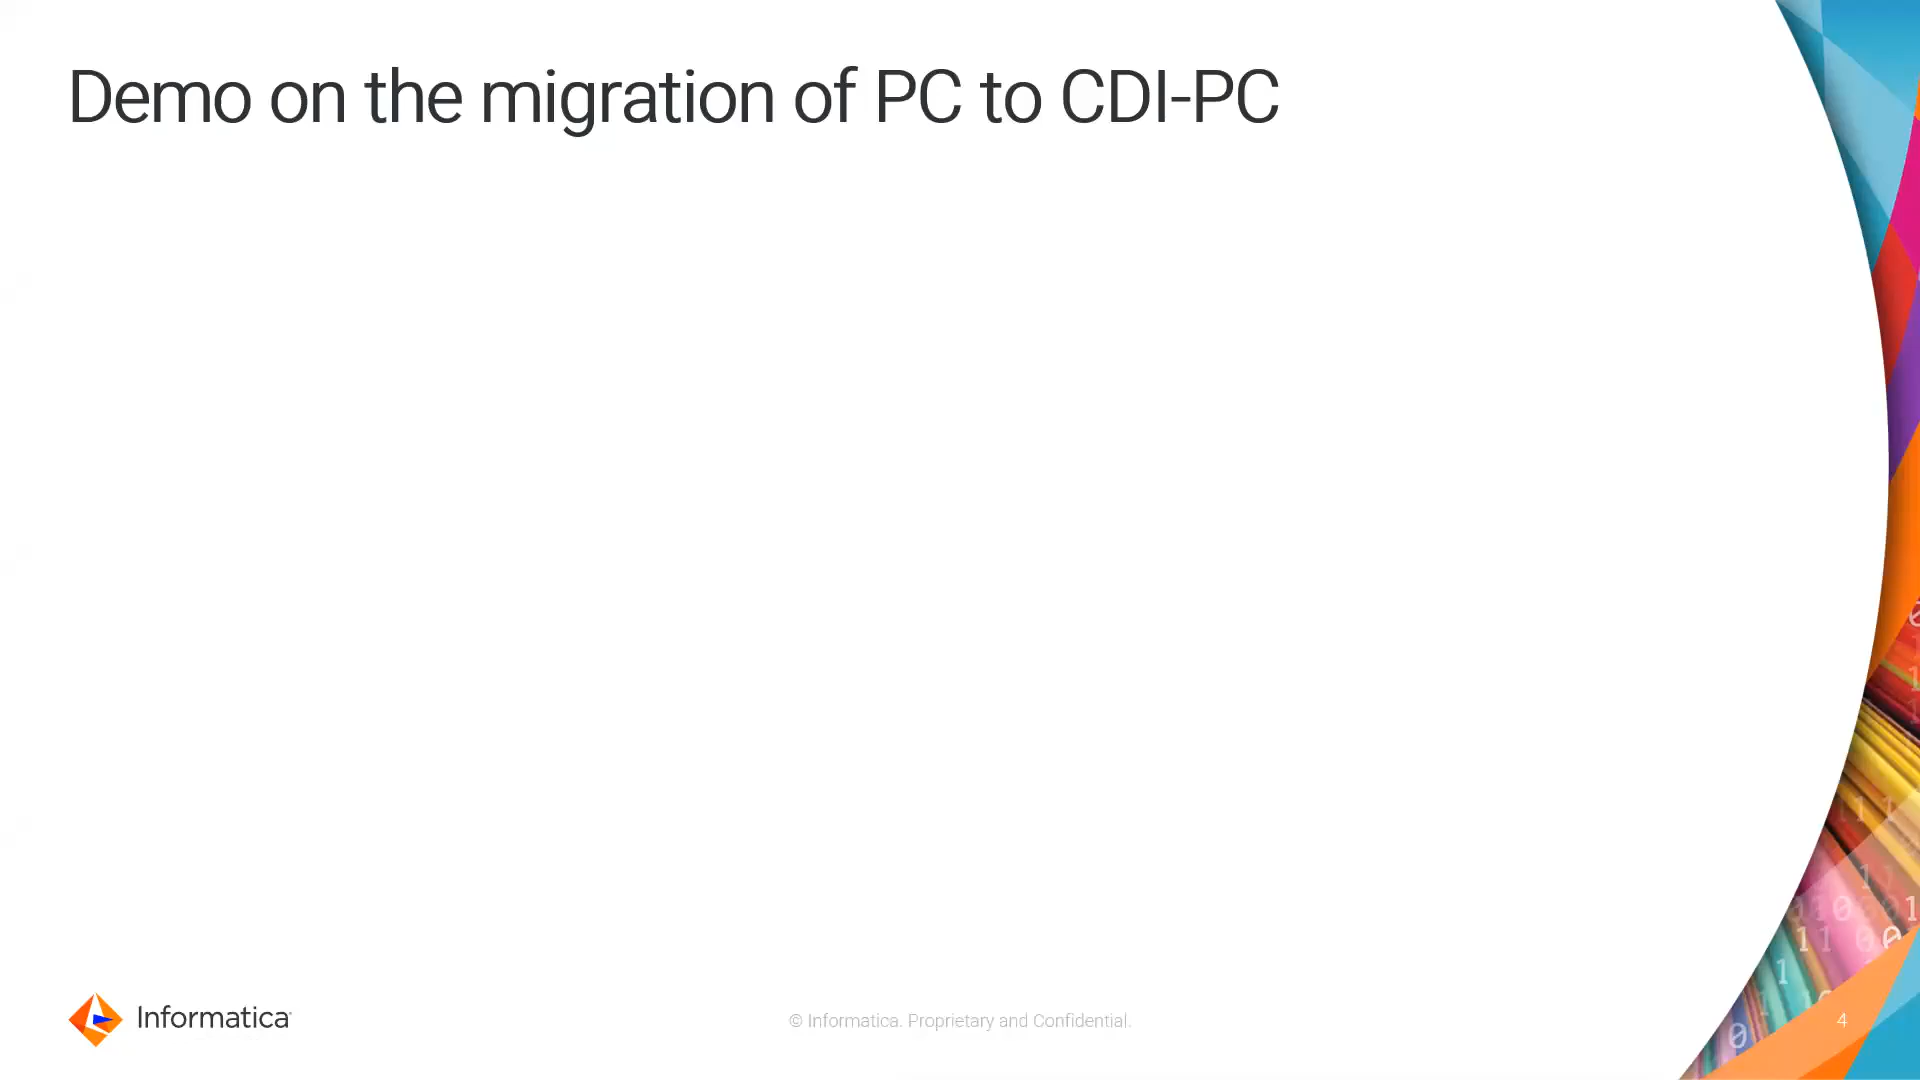 Demo on the migration of PC to CDI-PC
Informatica
© Informatica. Proprietary and Confidential.
4